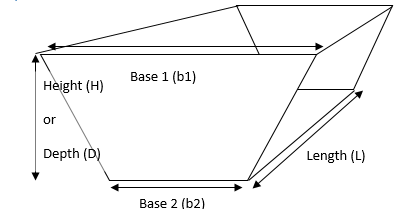 Base 1 (b1)
Height (H)
or
Depth (D)
Length (L)
Base 2 (b2)